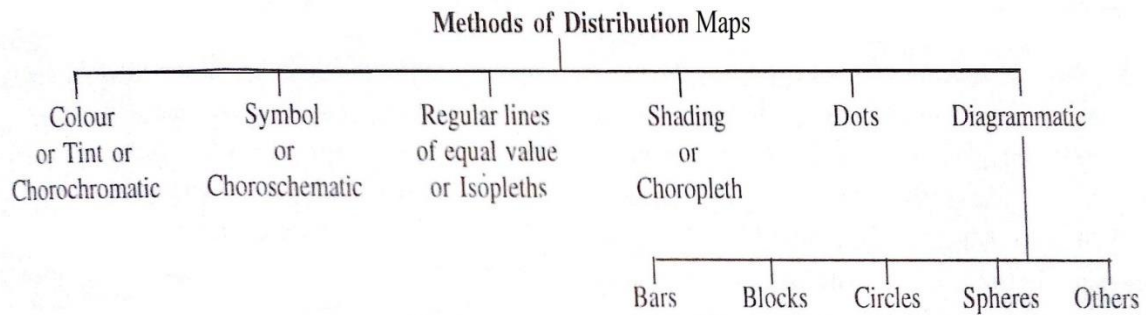 Methods of Distribution Maps
Colour
or Tint or
Chorochromatic
Symbol
or
Choroschematic
Regular lines
of equal value
or Isopleths
Shading
or
Choropleth
Dots
Diagrammatic
Bars
Blocks
Circles
Spheres
Others